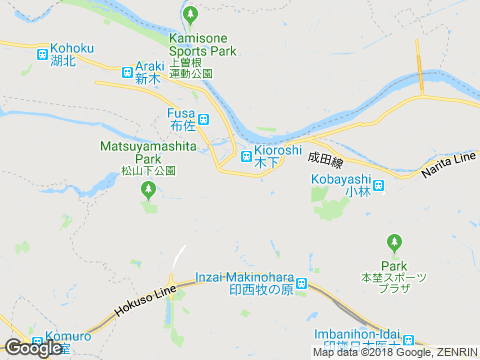 Kamisone
Sports Park
上曽根
運動公園
Kohoku
湖北
Araki
新木
Fusa
布佐
Matsuyamashita
Park
松山下公園
Kioroshi
木下
成田線
Narita Line
Kobayashi
小林
Park
本埜スポーツ
プラザ
Inzai-Makinohara
印西牧の原
Hokuso Line
Komuro
室
Imbanihon-Idai
Google
Map data ©2018 Google, ZENRIN